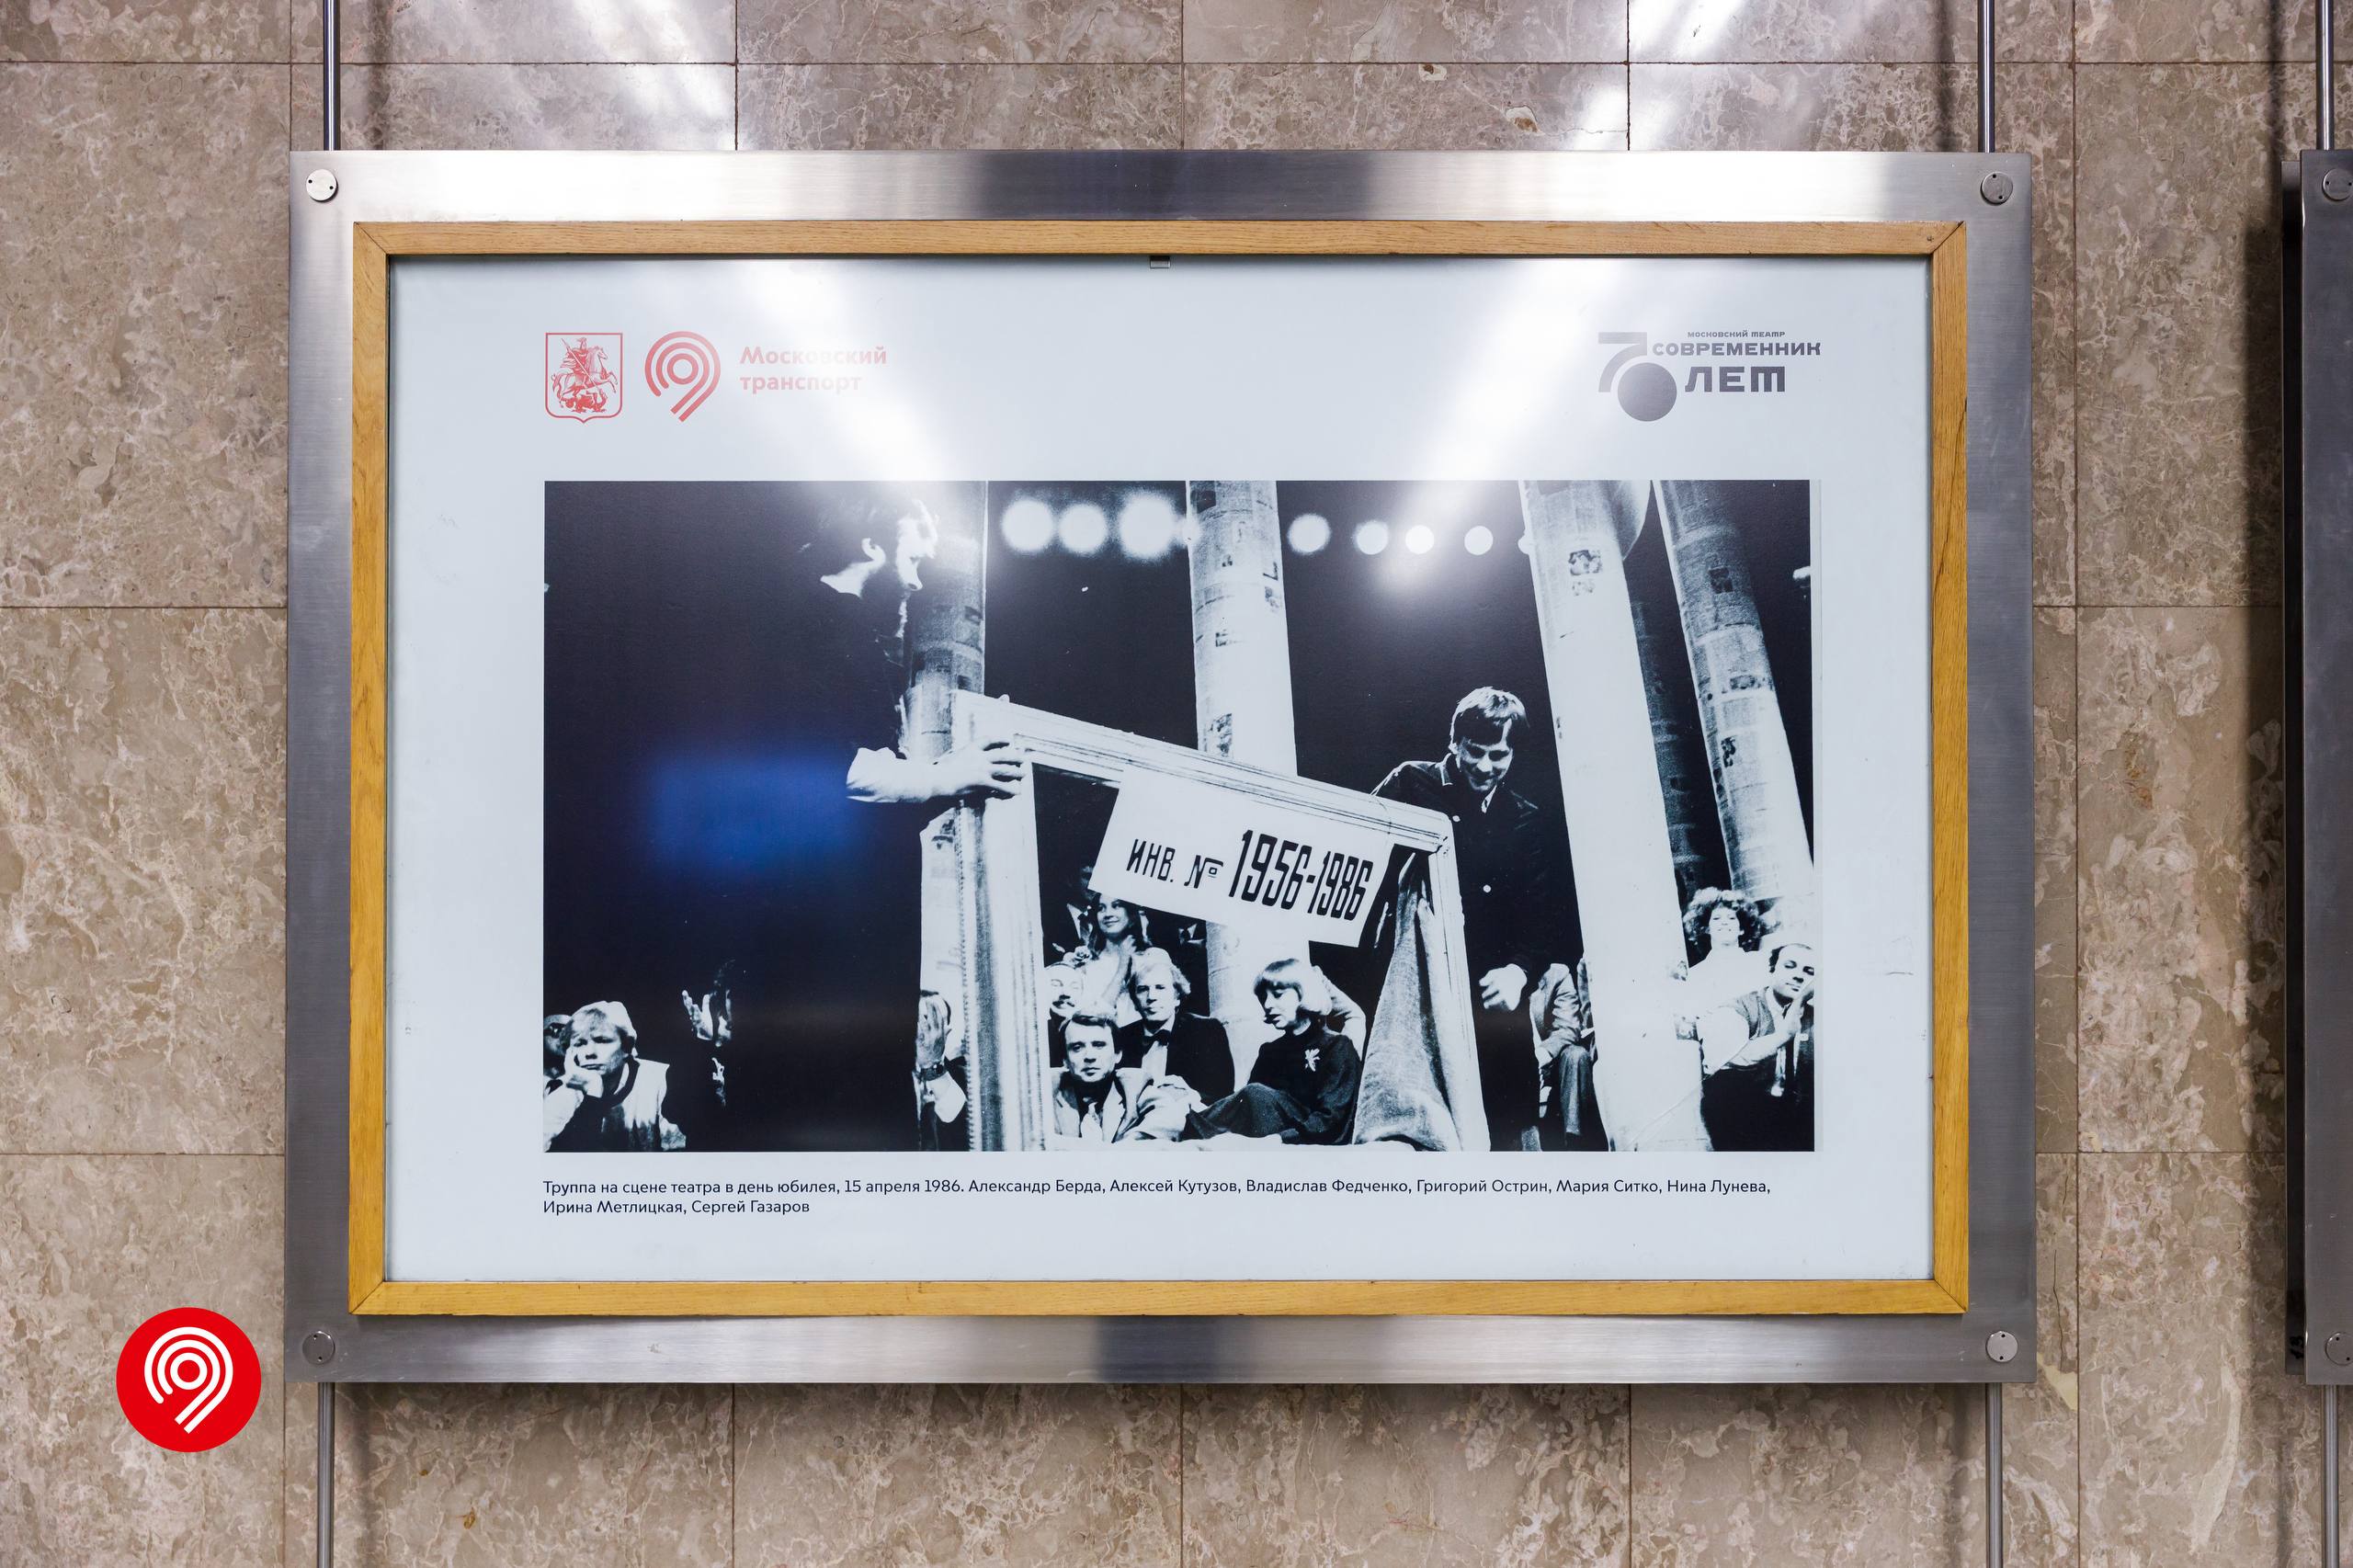 Московский
транспорт
МОСКОВСКИЙ ТЕАТР
СОВРЕМЕННИК
70 ЛЕТ
ИНВ. № 1956-1986
Труппа на сцене театра в день юбилея, 15 апреля 1986. Александр Берда, Алексей Кутузов, Владислав Федченко, Григорий Острин, Мария Ситко, Нина Лунева,
Ирина Метлицкая, Сергей Газаров